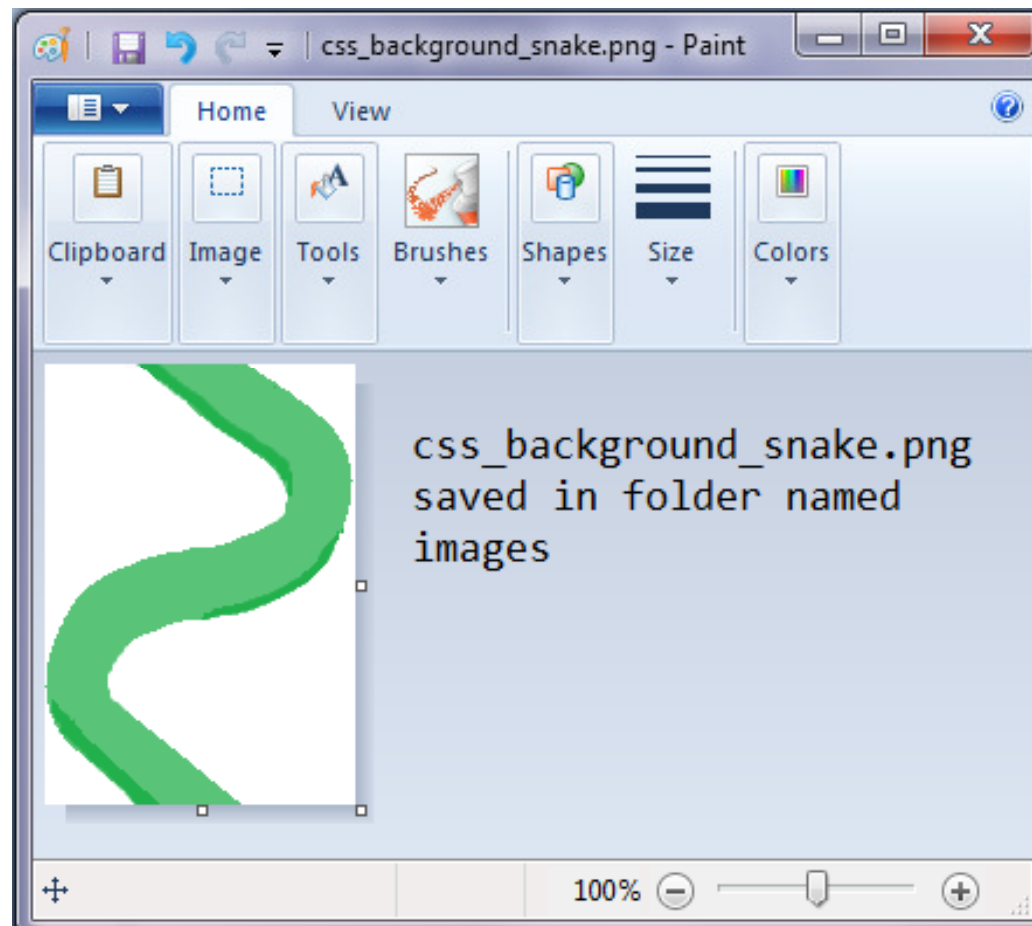 css_background_snake.png - Paint
Home View
Clipboard Image Tools Brushes Shapes Size Colors
css_background_snake.png
saved in folder named
images
100%